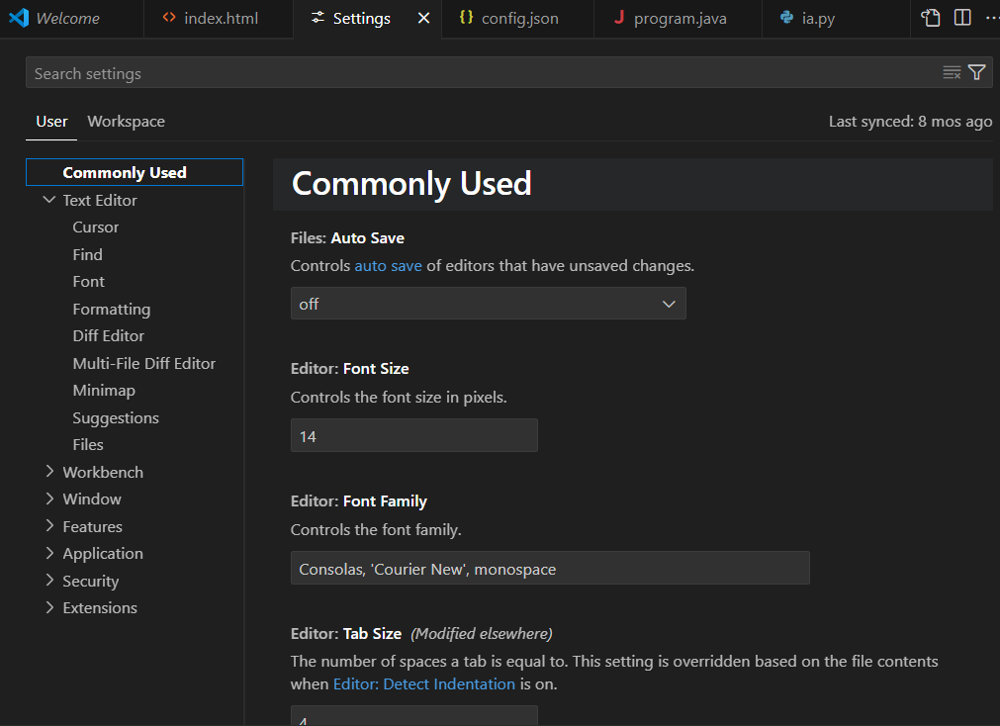 Welcome
index.html
Settings
config.json
program.java
ia.py
Search settings
User
Workspace
Last synced: 8 mos ago
Commonly Used
Text Editor
Cursor
Find
Font
Formatting
Diff Editor
Multi-File Diff Editor
Minimap
Suggestions
Files
Workbench
Window
Features
Application
Security
Extensions
Commonly Used
Files: Auto Save
Controls auto save of editors that have unsaved changes.
off
Editor: Font Size
Controls the font size in pixels.
14
Editor: Font Family
Controls the font family.
Consolas, 'Courier New', monospace
Editor: Tab Size (Modified elsewhere)
The number of spaces a tab is equal to. This setting is overridden based on the file contents
when Editor: Detect Indentation is on.
4